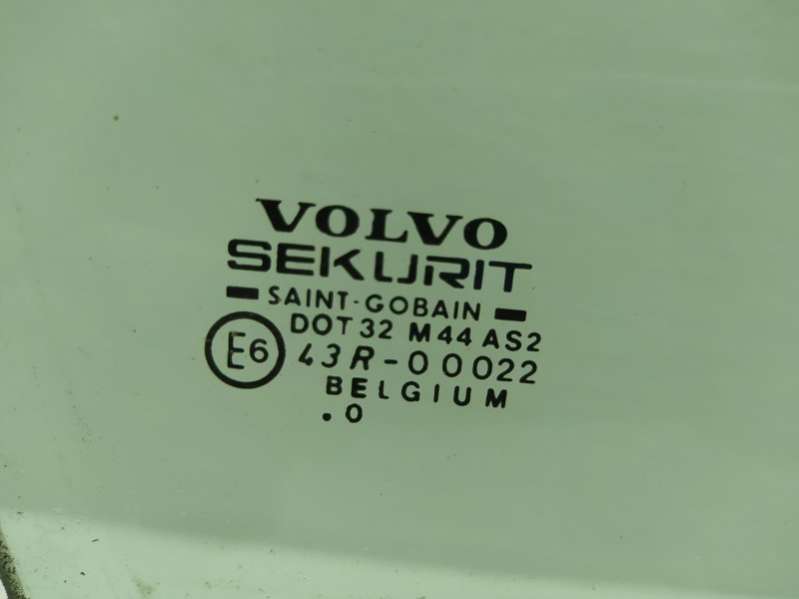 VOLVO
SEKURIT
SAINT-GOBAIN
DOT 32 M44 AS2
E6 43R-00022
BELGIUM
.0